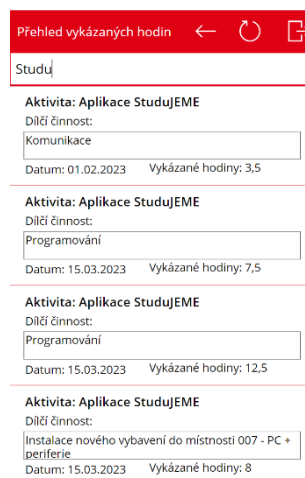 Přehled vykázaných hodin
Studu
Aktivita: Aplikace StuduJEME
Dílčí činnost:
Komunikace
Datum: 01.02.2023 Vykázané hodiny: 3,5
Aktivita: Aplikace StuduJEME
Dílčí činnost:
Programování
Datum: 15.03.2023 Vykázané hodiny: 7,5
Aktivita: Aplikace StuduJEME
Dílčí činnost:
Programování
Datum: 15.03.2023 Vykázané hodiny: 12,5
Aktivita: Aplikace StuduJEME
Dílčí činnost:
Instalace nového vybavení do místnosti 007 - PC +
periferie
Datum: 15.03.2023 Vykázané hodiny: 8